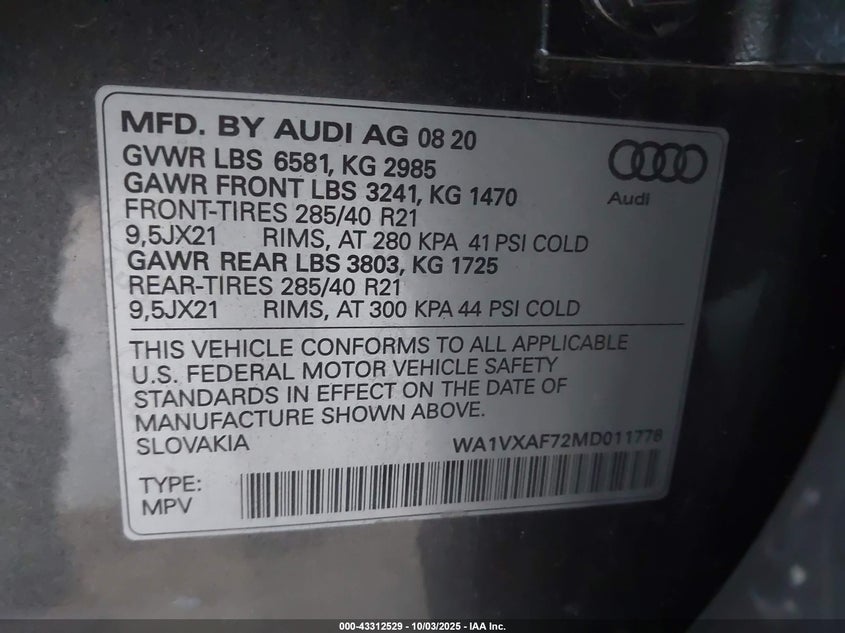 MFD. BY AUDI AG 08 20
GVWR LBS 6581, KG 2985
GAWR FRONT LBS 3241, KG 1470
FRONT-TIRES 285/40 R21
9,5JX21 RIMS, AT 280 KPA 41 PSI COLD
GAWR REAR LBS 3803, KG 1725
REAR-TIRES 285/40 R21
9,5JX21 RIMS, AT 300 KPA 44 PSI COLD
Audi
THIS VEHICLE CONFORMS TO ALL APPLICABLE
U.S. FEDERAL MOTOR VEHICLE SAFETY
STANDARDS IN EFFECT ON THE DATE OF
MANUFACTURE SHOWN ABOVE.
SLOVAKIA WA1VXAF72MD011778
TYPE:
MPV
000-43312529 - 10/03/2025 - IAA Inc.